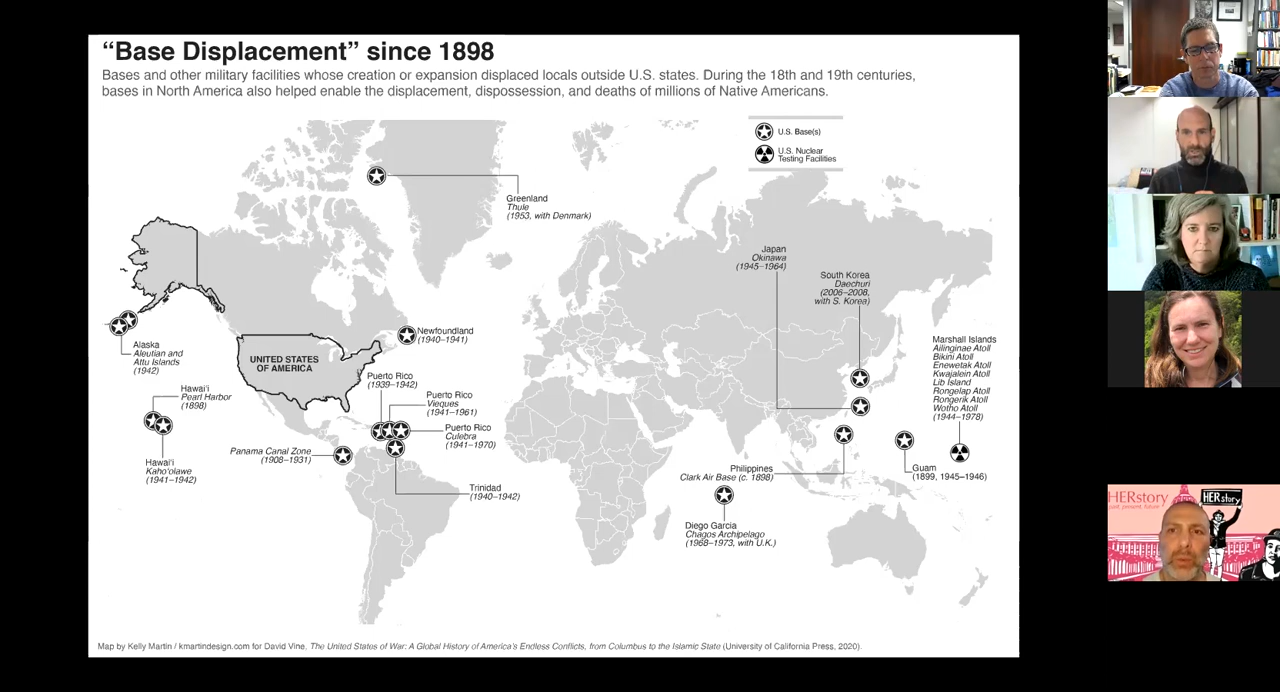 “Base Displacement” since 1898
Bases and other military facilities whose creation or expansion displaced locals outside U.S. states. During the 18th and 19th centuries,
bases in North America also helped enable the displacement, dispossession, and deaths of millions of Native Americans.
U.S. Base(s)
U.S. Nuclear
Testing Facilities
Greenland
Thule
(1953, with Denmark)
Japan
Okinawa
(1945–1964)
South Korea
Daechuri
(2006–2008,
with S. Korea)
Newfoundland
(1940–1941)
Alaska
Aleutian and
Attu Islands
(1942)
UNITED STATES
OF AMERICA
Marshall Islands
Ailinginae Atoll
Bikini Atoll
Enewetak Atoll
Kwajalein Atoll
Lib Island
Rongelap Atoll
Rongerik Atoll
Wotho Atoll
(1944–1978)
Puerto Rico
(1939–1942)
Hawai‘i
Pearl Harbor
(1898)
Puerto Rico
Vieques
(1941–1961)
Puerto Rico
Culebra
(1941–1970)
Panama Canal Zone
(1908–1931)
Hawai‘i
Kaho‘olawe
(1941–1942)
Trinidad
(1940–1942)
Philippines
Clark Air Base (c. 1898)
Guam
(1899, 1945–1946)
Diego Garcia
Chagos Archipelago
(1968–1973, with U.K.)
Map by Kelly Martin / kmartindesign.com for David Vine. The United States of War: A Global History of America’s Endless Conflicts, from Columbus to the Islamic State (University of California Press, 2020).
HERstory
past present future
HER
story